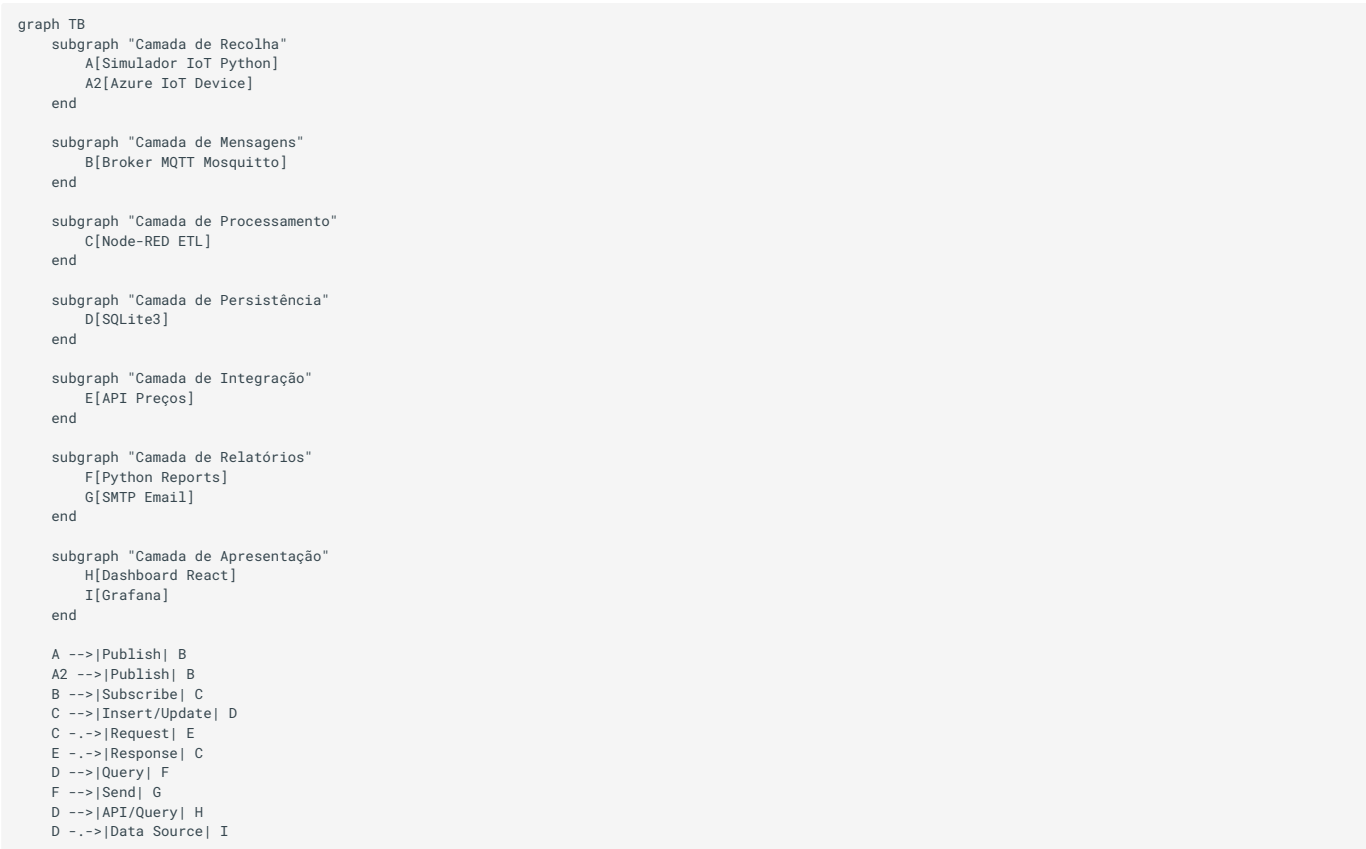 graph TB
    subgraph "Camada de Recolha"
        A[Simulador IoT Python]
        A2[Azure IoT Device]
    end

    subgraph "Camada de Mensagens"
        B[Broker MQTT Mosquitto]
    end

    subgraph "Camada de Processamento"
        C[Node-RED ETL]
    end

    subgraph "Camada de Persistência"
        D[SQLite3]
    end

    subgraph "Camada de Integração"
        E[API Preços]
    end

    subgraph "Camada de Relatórios"
        F[Python Reports]
        G[SMTP Email]
    end

    subgraph "Camada de Apresentação"
        H[Dashboard React]
        I[Grafana]
    end

    A -->|Publish| B
    A2 -->|Publish| B
    B -->|Subscribe| C
    C -->|Insert/Update| D
    C -.->|Request| E
    E -.->|Response| C
    D -->|Query| F
    F -->|Send| G
    D -->|API/Query| H
    D -.->|Data Source| I